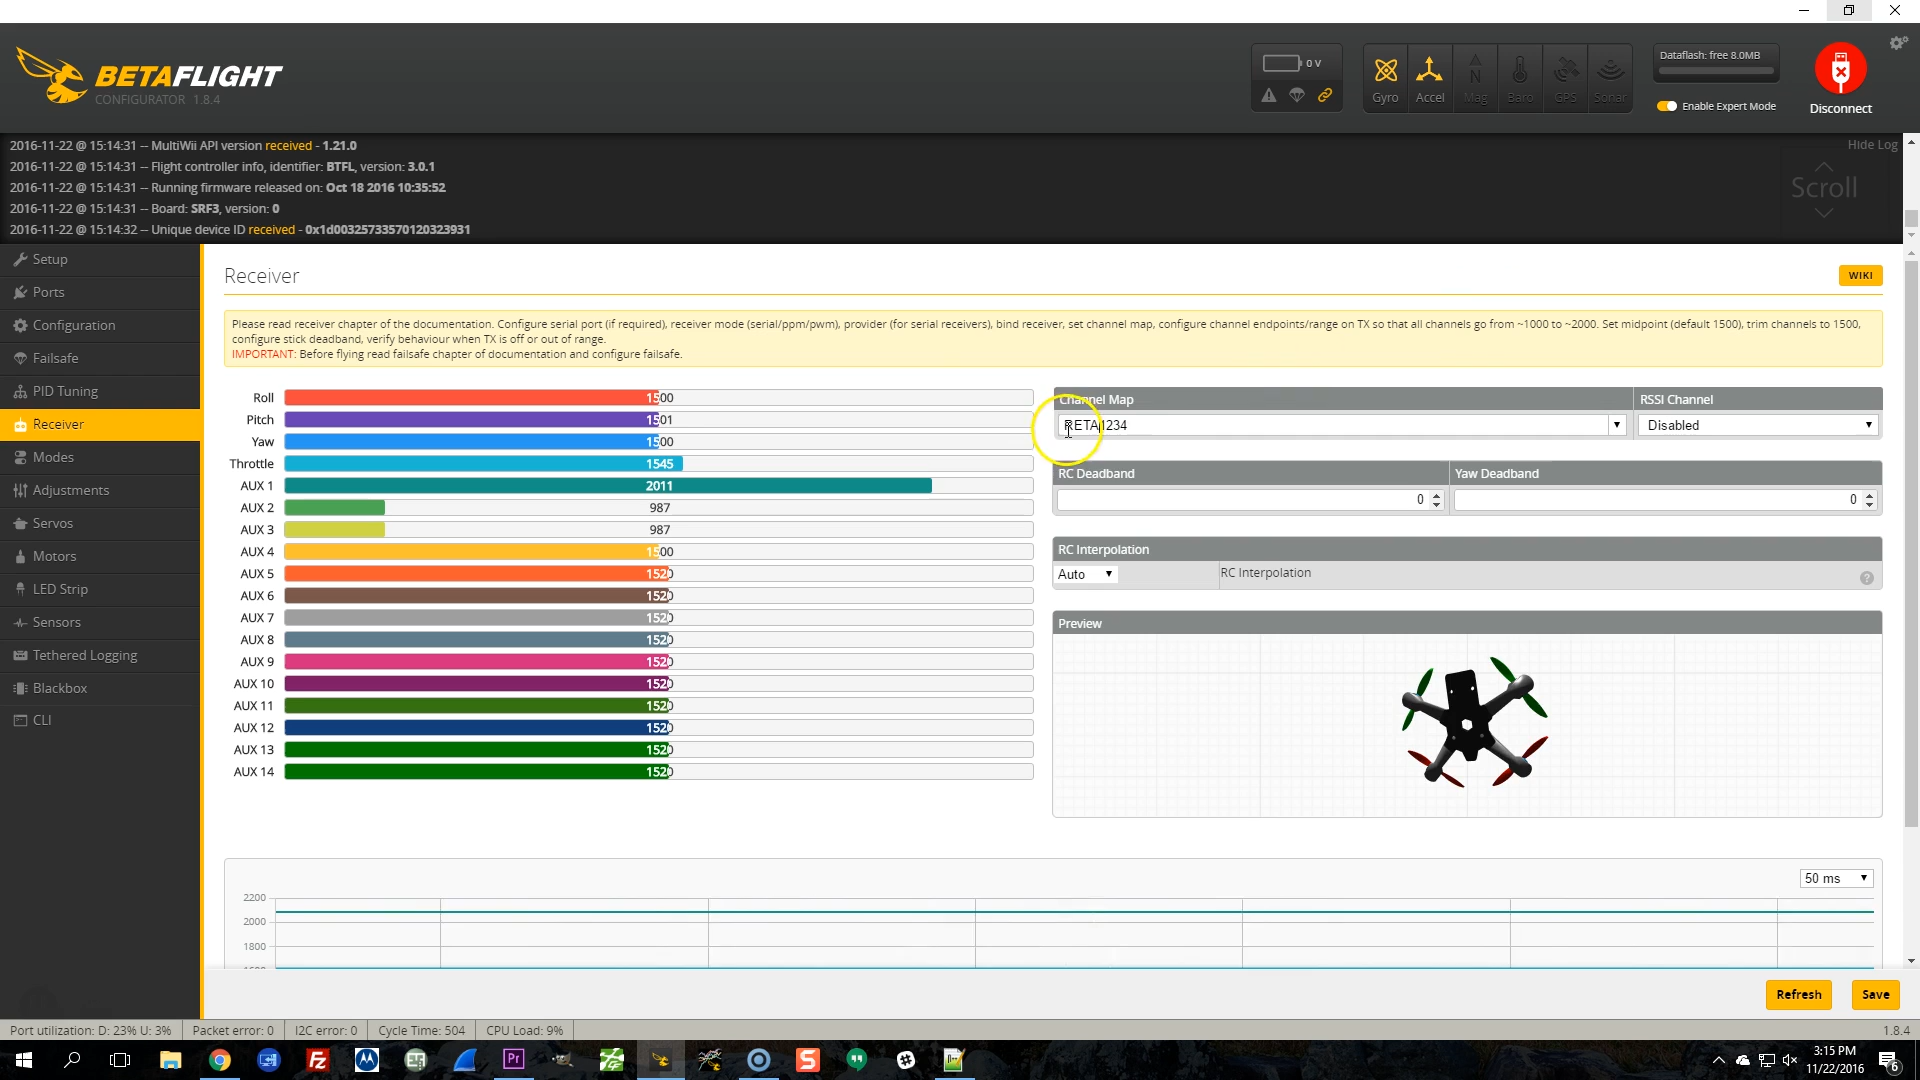 0 V
Gyro
Accel
Mag
Baro
GPS
Sonar
Dataflash: free 8.0MB
Enable Expert Mode
Disconnect
BETAFLIGHT
CONFIGURATOR 1.8.4
2016-11-22 @ 15:14:31 -- MultiWii API version received - 1.21.0
2016-11-22 @ 15:14:31 -- Flight controller info, identifier: BTFL, version: 3.0.1
2016-11-22 @ 15:14:31 -- Running firmware released on: Oct 18 2016 10:35:52
2016-11-22 @ 15:14:31 -- Board: SRF3, version: 0
2016-11-22 @ 15:14:32 -- Unique device ID received - 0x1d00325733570120323931
Hide Log
Scroll
Setup
Ports
Configuration
Failsafe
PID Tuning
Receiver
Modes
Adjustments
Servos
Motors
LED Strip
Sensors
Tethered Logging
Blackbox
CLI
Receiver
WIKI
Please read receiver chapter of the documentation. Configure serial port (if required), receiver mode (serial/ppm/pwm), provider (for serial receivers), bind receiver, set channel map, configure channel endpoints/range on TX so that all channels go from ~1000 to ~2000. Set midpoint (default 1500), trim channels to 1500,
configure stick deadband, verify behaviour when TX is off or out of range.
IMPORTANT: Before flying read failsafe chapter of documentation and configure failsafe.
Roll 1500
Pitch 1501
Yaw 1500
Throttle 1545
AUX 1 2011
AUX 2 987
AUX 3 987
AUX 4 1500
AUX 5 1520
AUX 6 1520
AUX 7 1520
AUX 8 1520
AUX 9 1520
AUX 10 1520
AUX 11 1520
AUX 12 1520
AUX 13 1520
AUX 14 1520
Channel Map
RETA1234
RSSI Channel
Disabled
RC Deadband
0
Yaw Deadband
0
RC Interpolation
Auto
RC Interpolation
?
Preview
50 ms
2200
2000
1800
Refresh
Save
Port utilization: D: 23% U: 3%
Packet error: 0
I2C error: 0
Cycle Time: 504
CPU Load: 9%
1.8.4
Pr
S
3:15 PM
11/22/2016
6